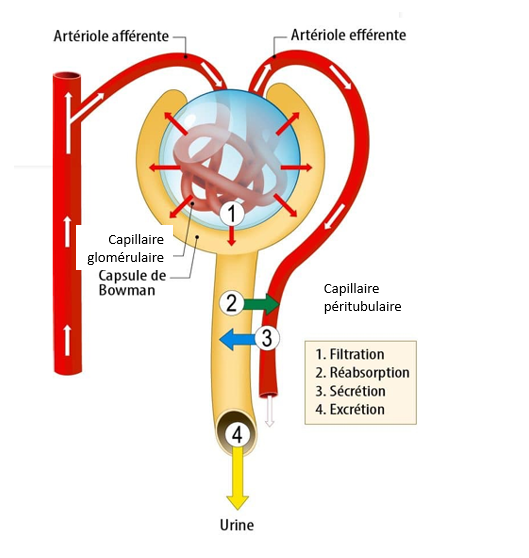 Artériole afférente
Artériole efférente
1
Capillaire
glomérulaire
Capsule de
Bowman
2
3
Capillaire
péritubulaire
1. Filtration
2. Réabsorption
3. Sécrétion
4. Excrétion
4
Urine